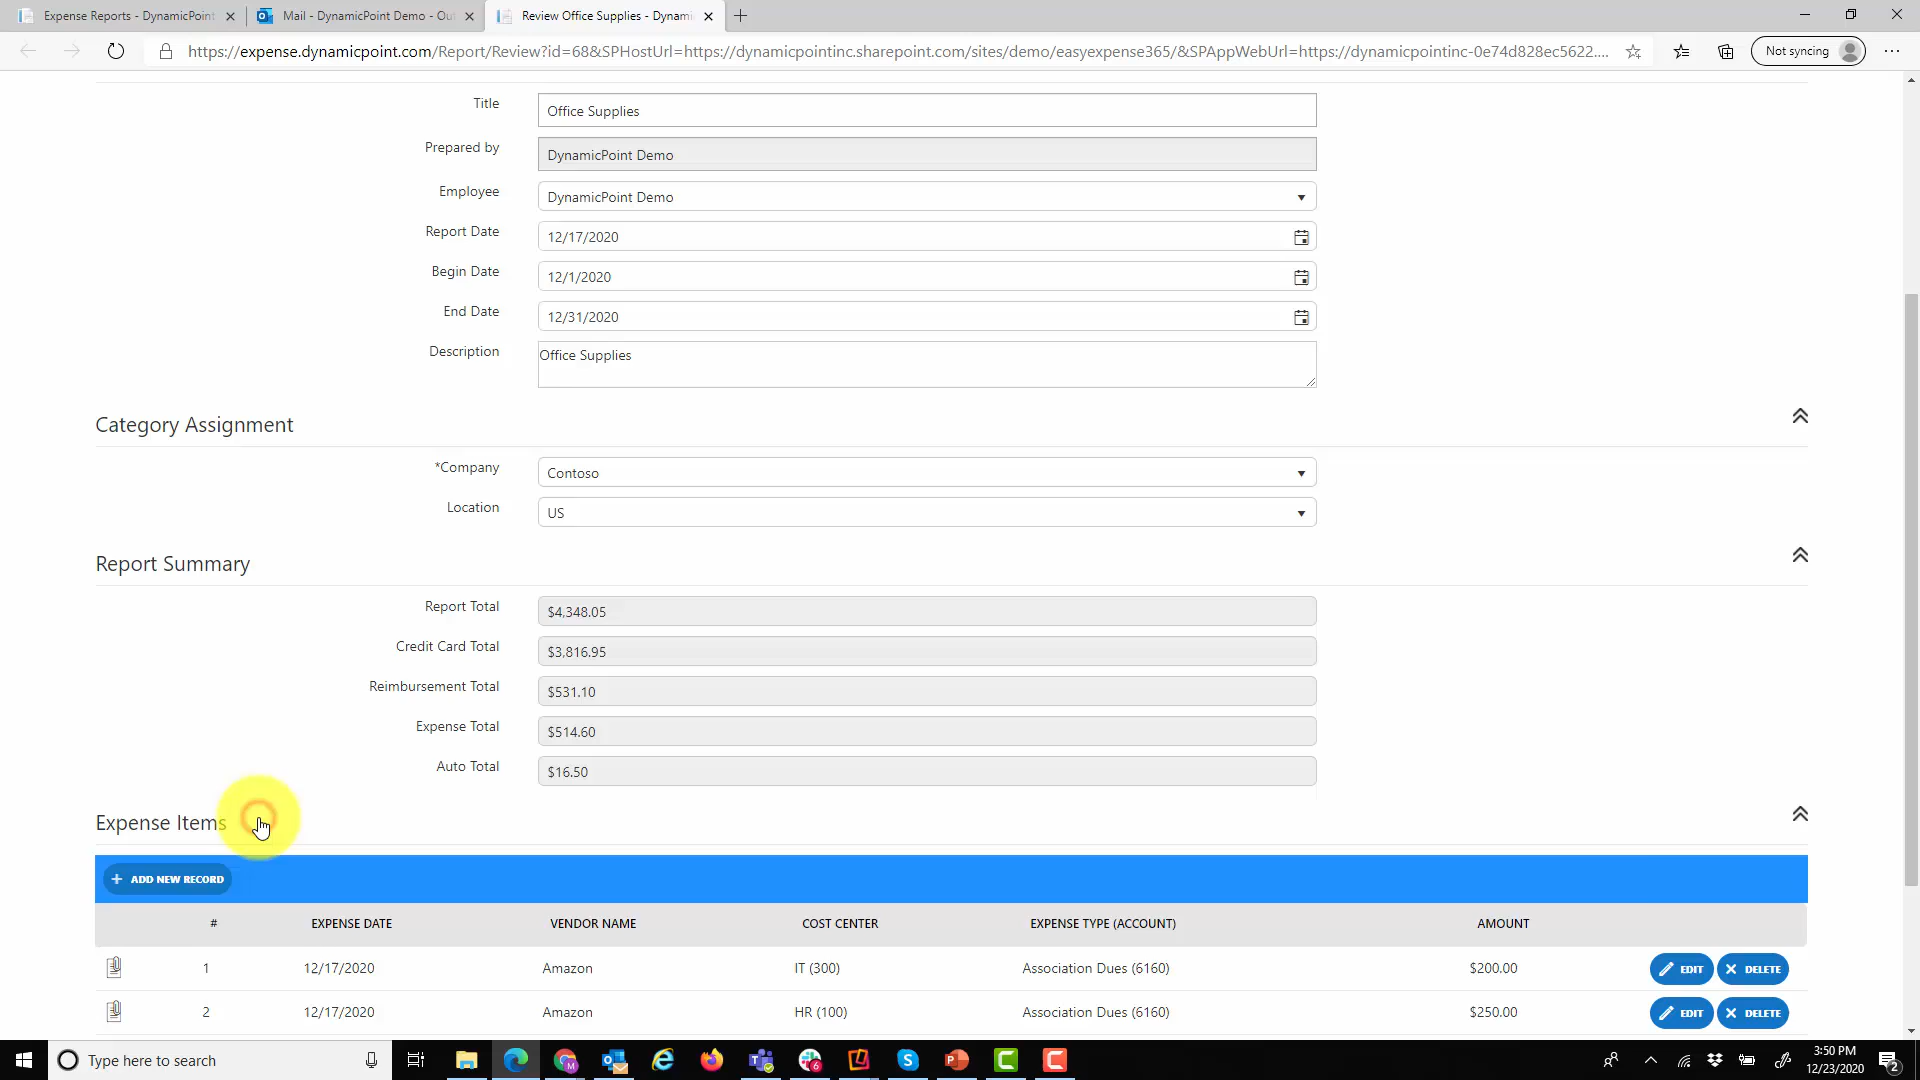 Expense Reports - DynamicPoint
Mail - DynamicPoint Demo - Out
Review Office Supplies - Dynami
https://expense.dynamicpoint.com/Report/Review?id=68&SPHostUrl=https://dynamicpointinc.sharepoint.com/sites/demo/easyexpense365/&SPAppWebUrl=https://dynamicpointinc-0e74d828ec5622....
Not syncing
Title
Office Supplies
Prepared by
DynamicPoint Demo
Employee
DynamicPoint Demo
Report Date
12/17/2020
Begin Date
12/1/2020
End Date
12/31/2020
Description
Office Supplies
Category Assignment
*Company
Contoso
Location
US
Report Summary
Report Total
$4,348.05
Credit Card Total
$3,816.95
Reimbursement Total
$531.10
Expense Total
$514.60
Auto Total
$16.50
Expense Items
+ ADD NEW RECORD
# EXPENSE DATE VENDOR NAME COST CENTER EXPENSE TYPE (ACCOUNT) AMOUNT
1 12/17/2020 Amazon IT (300) Association Dues (6160) $200.00 EDIT DELETE
2 12/17/2020 Amazon HR (100) Association Dues (6160) $250.00 EDIT DELETE
Type here to search
3:50 PM
12/23/2020
2